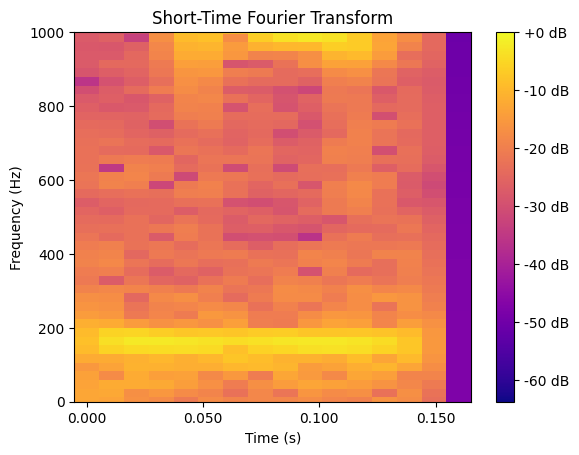 Short-Time Fourier Transform
1000
800
600
400
200
0
Frequency (Hz)
0.000
0.050
0.100
0.150
Time (s)
+0 dB
-10 dB
-20 dB
-30 dB
-40 dB
-50 dB
-60 dB